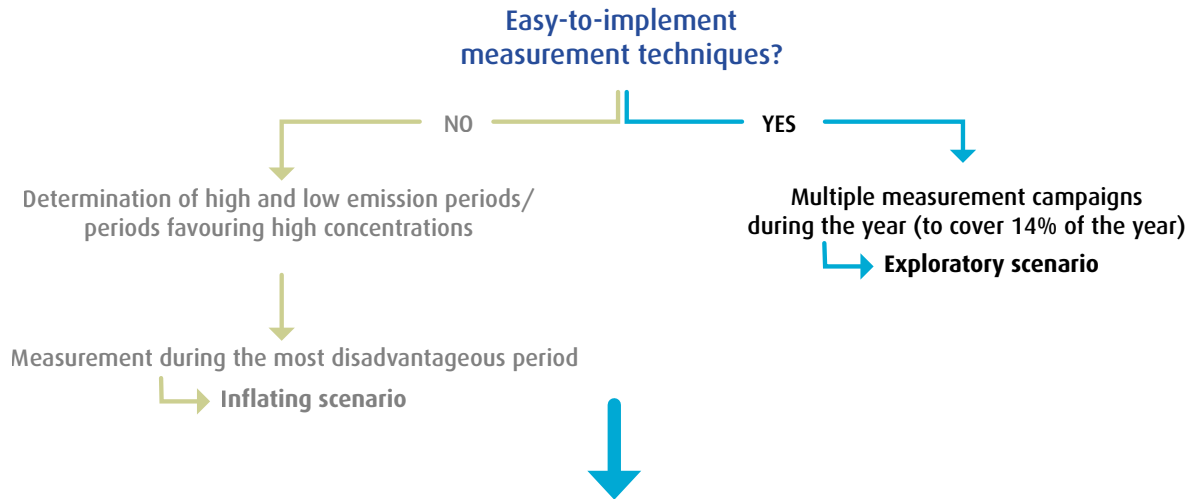 Easy-to-implement
measurement techniques?
NO
YES
Determination of high and low emission periods/
periods favouring high concentrations
Multiple measurement campaigns
during the year (to cover 14% of the year)
Exploratory scenario
Measurement during the most disadvantageous period
Inflating scenario